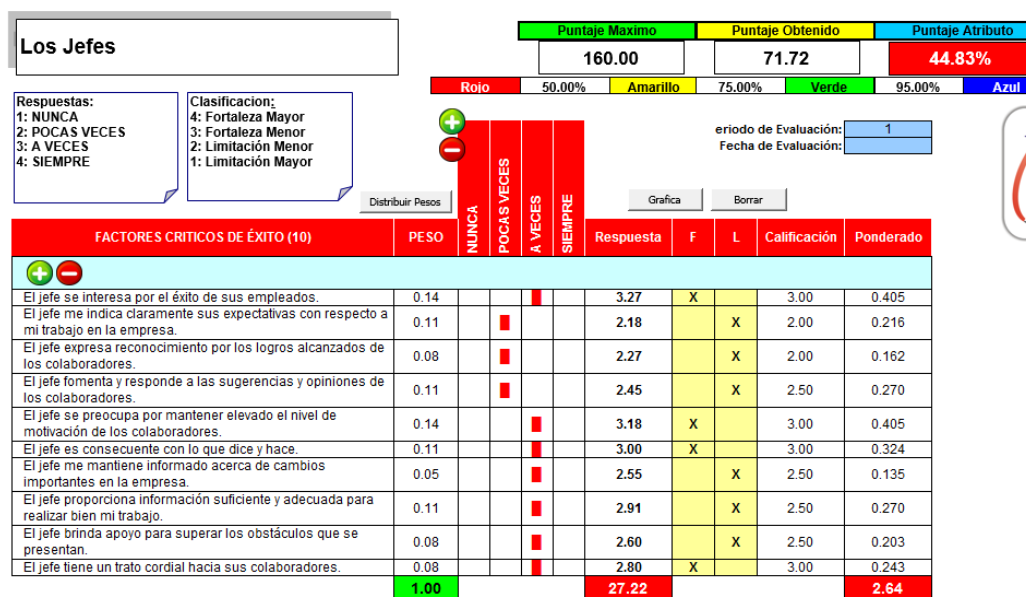 Los Jefes
Puntaje Maximo Puntaje Obtenido Puntaje Atributo
160.00 71.72 44.83%
Rojo 50.00% Amarillo 75.00% Verde 95.00% Azul
Respuestas:
1: NUNCA
2: POCAS VECES
3: A VECES
4: SIEMPRE
Clasificacion:
4: Fortaleza Mayor
3: Fortaleza Menor
2: Limitación Menor
1: Limitación Mayor
eriodo de Evaluación: 1
Fecha de Evaluación:
Distribuir Pesos
Grafica
Borrar
FACTORES CRITICOS DE ÉXITO (10) PESO NUNCA POCAS VECES A VECES SIEMPRE Respuesta F L Calificación Ponderado
El jefe se interesa por el éxito de sus empleados. 0.14 3.27 X 3.00 0.405
El jefe me indica claramente sus expectativas con respecto a
mi trabajo en la empresa. 0.11 2.18 X 2.00 0.216
El jefe expresa reconocimiento por los logros alcanzados de
los colaboradores. 0.08 2.27 X 2.00 0.162
El jefe fomenta y responde a las sugerencias y opiniones de
los colaboradores. 0.11 2.45 X 2.50 0.270
El jefe se preocupa por mantener elevado el nivel de
motivación de los colaboradores. 0.14 3.18 X 3.00 0.405
El jefe es consecuente con lo que dice y hace. 0.11 3.00 X 3.00 0.324
El jefe me mantiene informado acerca de cambios
importantes en la empresa. 0.05 2.55 X 2.50 0.135
El jefe proporciona información suficiente y adecuada para
realizar bien mi trabajo. 0.11 2.91 X 2.50 0.270
El jefe brinda apoyo para superar los obstáculos que se
presentan. 0.08 2.60 X 2.50 0.203
El jefe tiene un trato cordial hacia sus colaboradores. 0.08 2.80 X 3.00 0.243
1.00 27.22 2.64